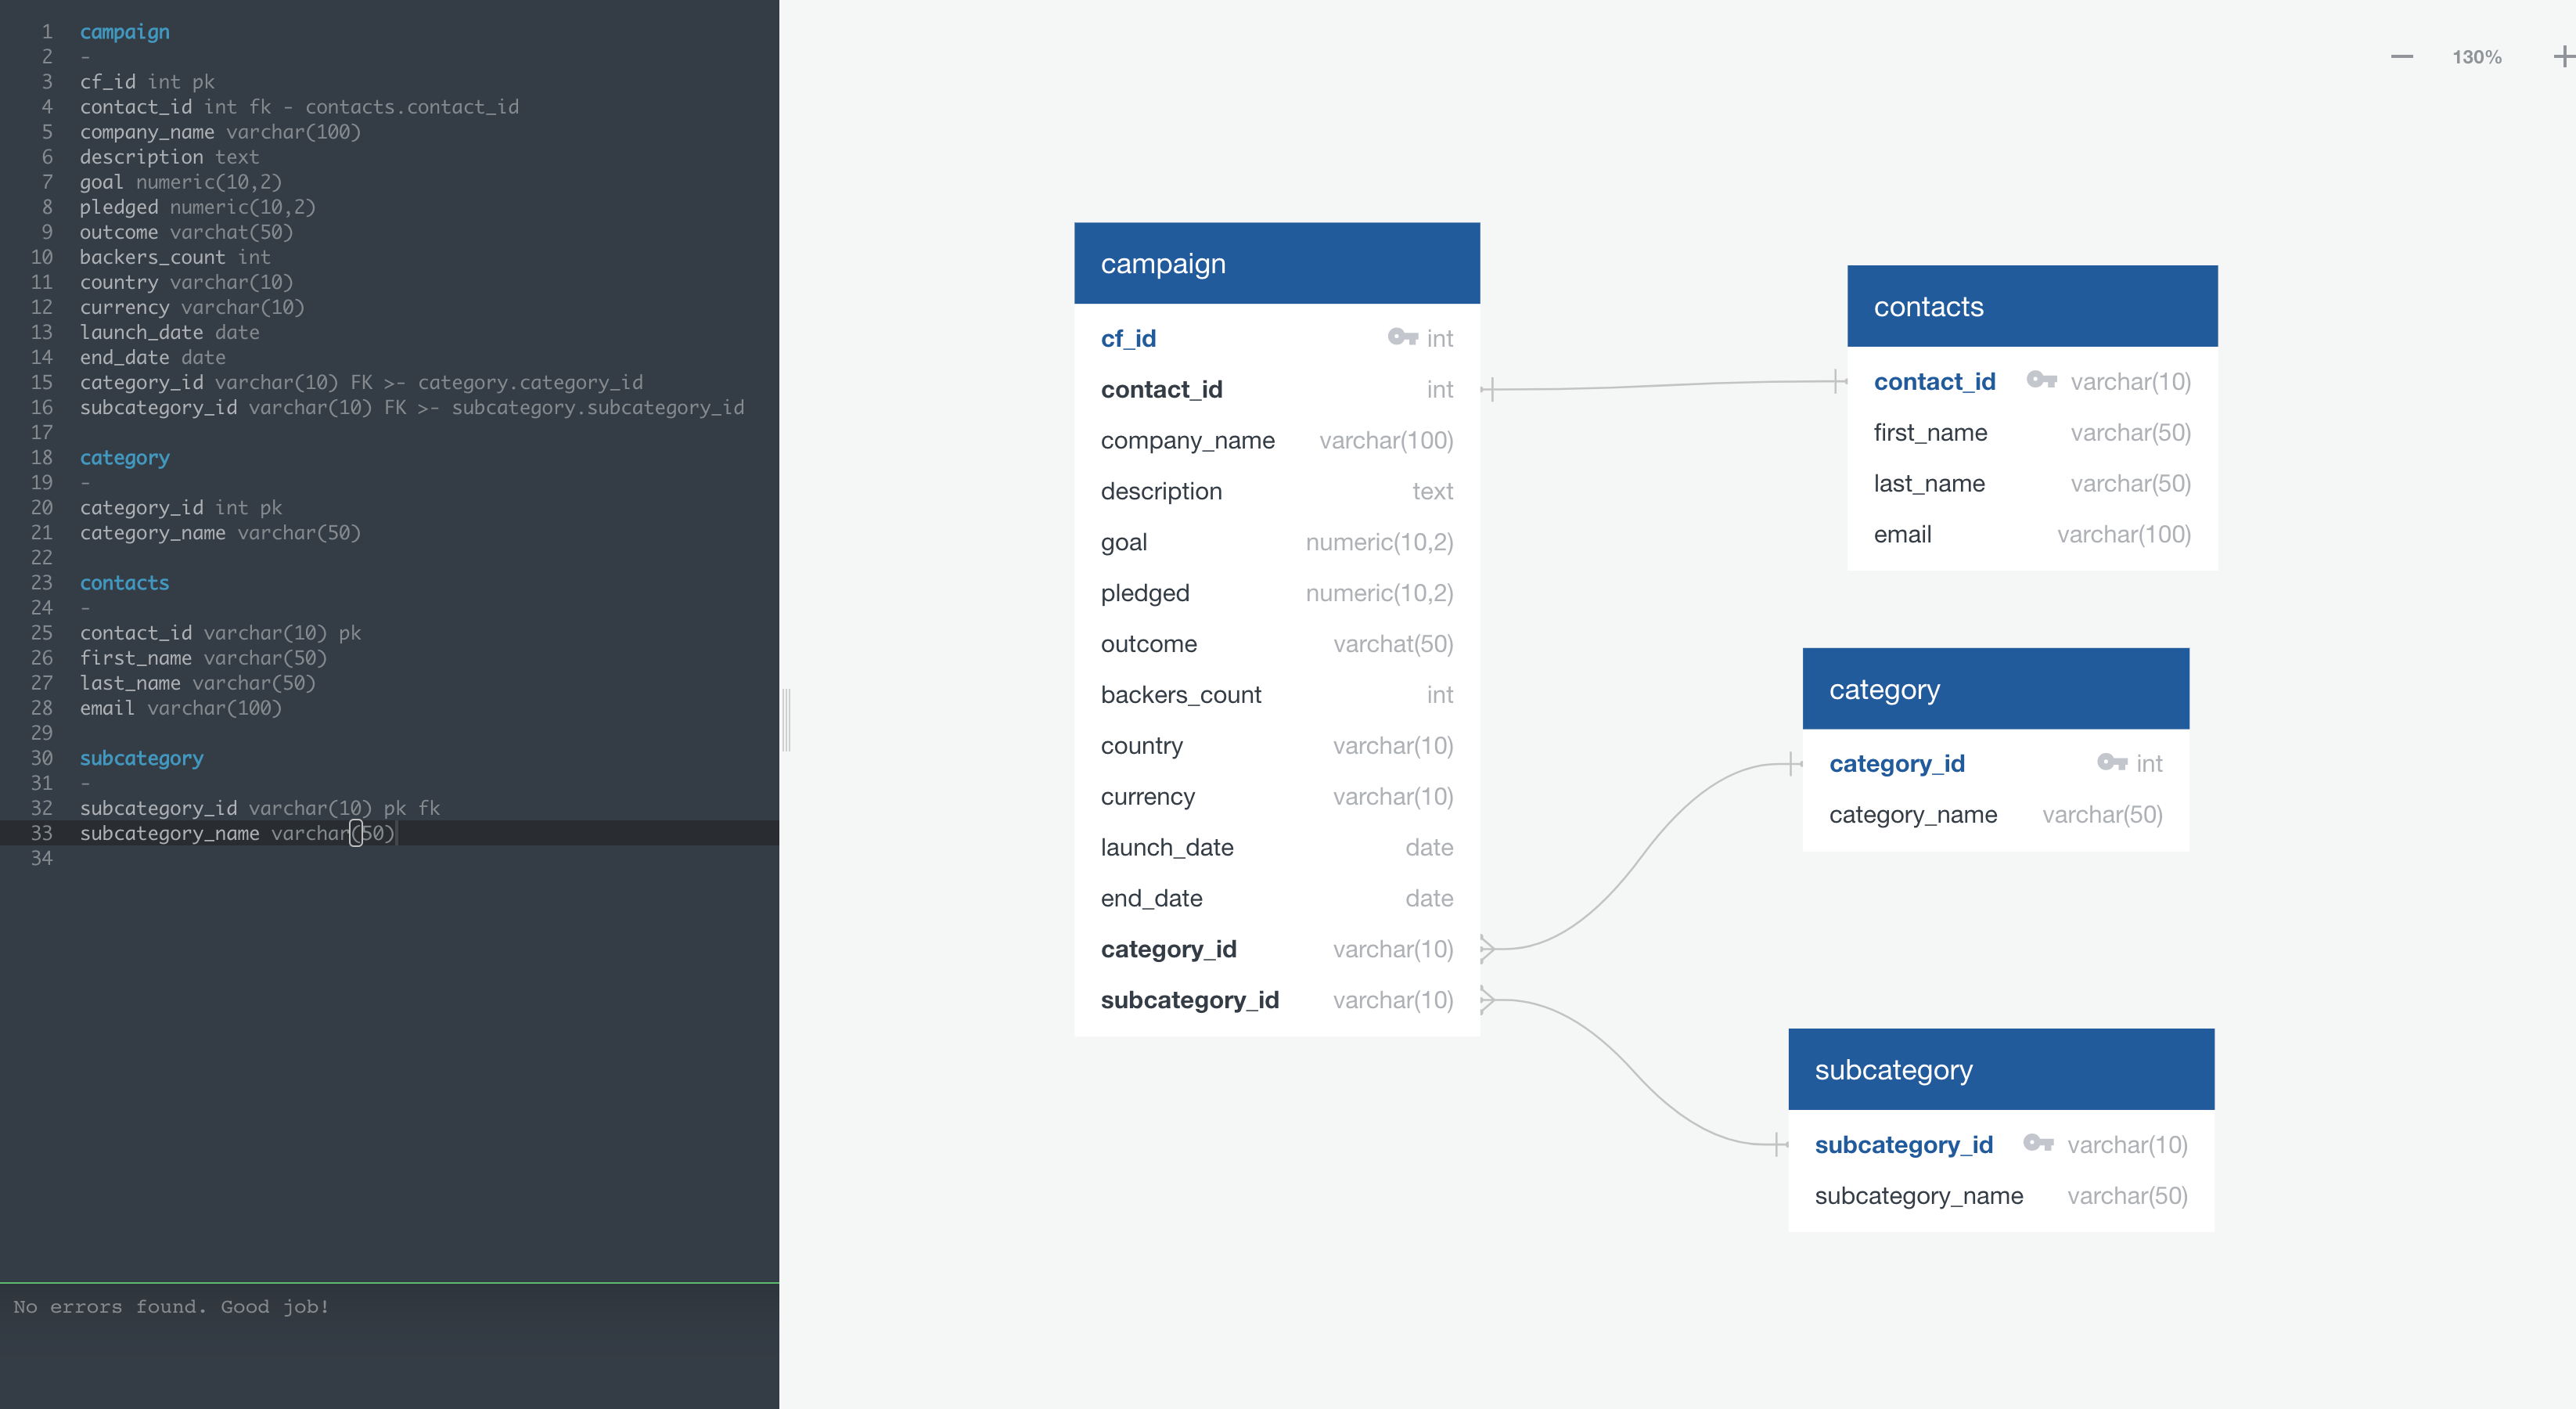 1 campaign
2 -
3 cf_id int pk
4 contact_id int fk - contacts.contact_id
5 company_name varchar(100)
6 description text
7 goal numeric(10,2)
8 pledged numeric(10,2)
9 outcome varchat(50)
10 backers_count int
11 country varchar(10)
12 currency varchar(10)
13 launch_date date
14 end_date date
15 category_id varchar(10) FK >- category.category_id
16 subcategory_id varchar(10) FK >- subcategory.subcategory_id
17
18 category
19 -
20 category_id int pk
21 category_name varchar(50)
22
23 contacts
24 -
25 contact_id varchar(10) pk
26 first_name varchar(50)
27 last_name varchar(50)
28 email varchar(100)
29
30 subcategory
31 -
32 subcategory_id varchar(10) pk fk
33 subcategory_name varchar(50)
34
No errors found. Good job!
130%
campaign
cf_id int
contact_id int
company_name varchar(100)
description text
goal numeric(10,2)
pledged numeric(10,2)
outcome varchat(50)
backers_count int
country varchar(10)
currency varchar(10)
launch_date date
end_date date
category_id varchar(10)
subcategory_id varchar(10)
contacts
contact_id varchar(10)
first_name varchar(50)
last_name varchar(50)
email varchar(100)
category
category_id int
category_name varchar(50)
subcategory
subcategory_id varchar(10)
subcategory_name varchar(50)